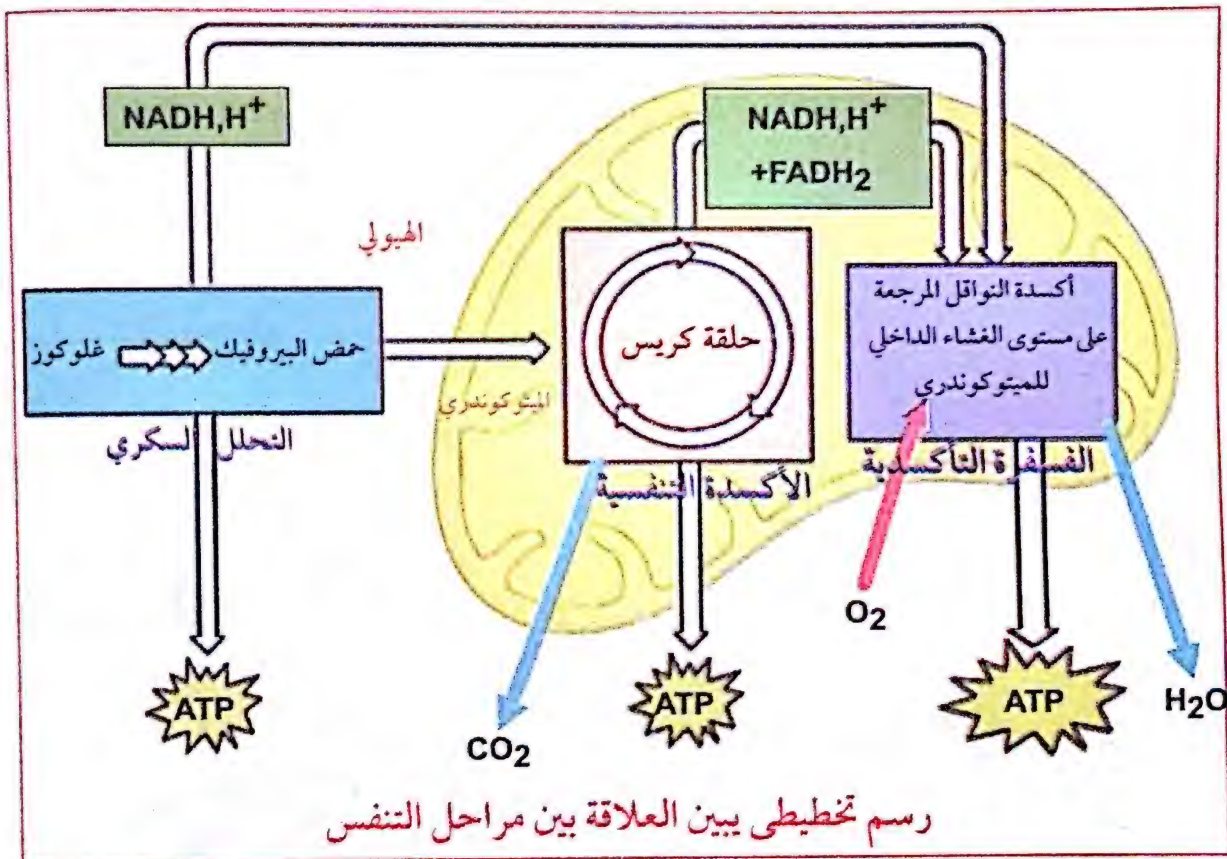 NADH,H+
NADH,H+
+FADH2
الهيولي
غلوكوز
حمض البيروفيك
التحلل السكري
الميتوكوندري
حلقة كريس
الأكسدة التنفسية
أكسدة النواقل المرجعة
على مستوى الغشاء الداخلي
للميتوكوندري
الفسفرة التأكسدية
O2
H2O
CO2
ATP
ATP
ATP
رسم تخطيطي يبين العلاقة بين مراحل التنفس